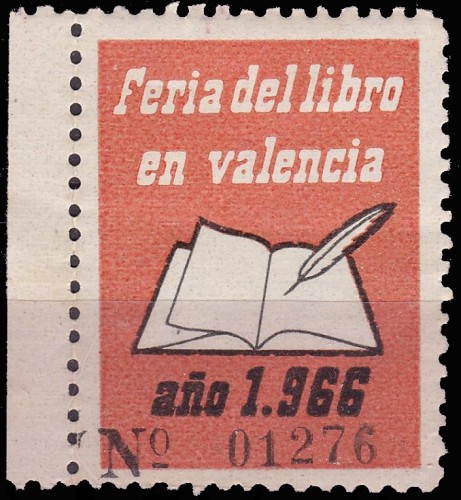 Feria del libro
en valencia
año 1.966
Nº 01276